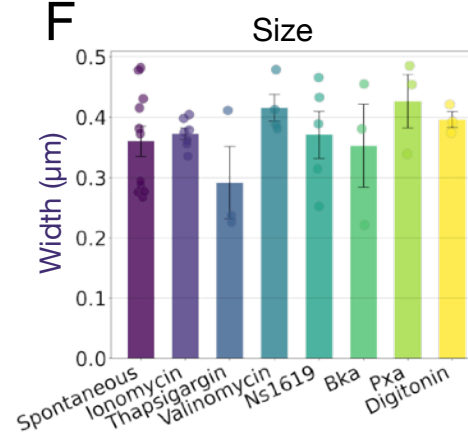 F
Size
Width (μm)
0.5
0.4
0.3
0.2
0.1
0.0
Spontaneous
Ionomycin
Thapsigargin
Valinomycin
Ns1619
Bka
Pxa
Digitonin